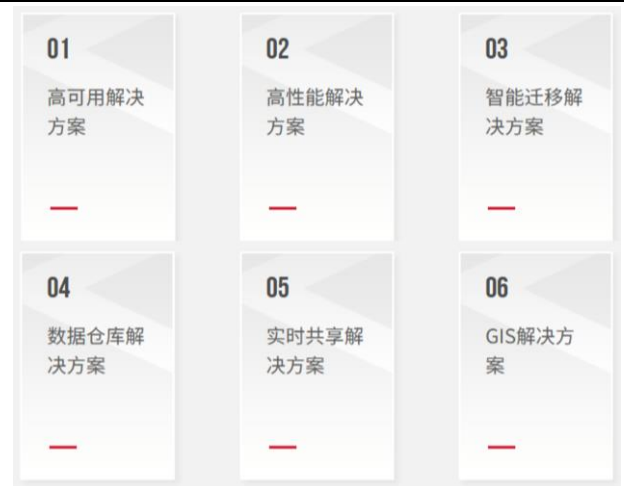 01
高可用解决
方案
02
高性能解决
方案
03
智能迁移解
决方案
04
数据仓库解
决方案
05
实时共享解
决方案
06
GIS解决方
案